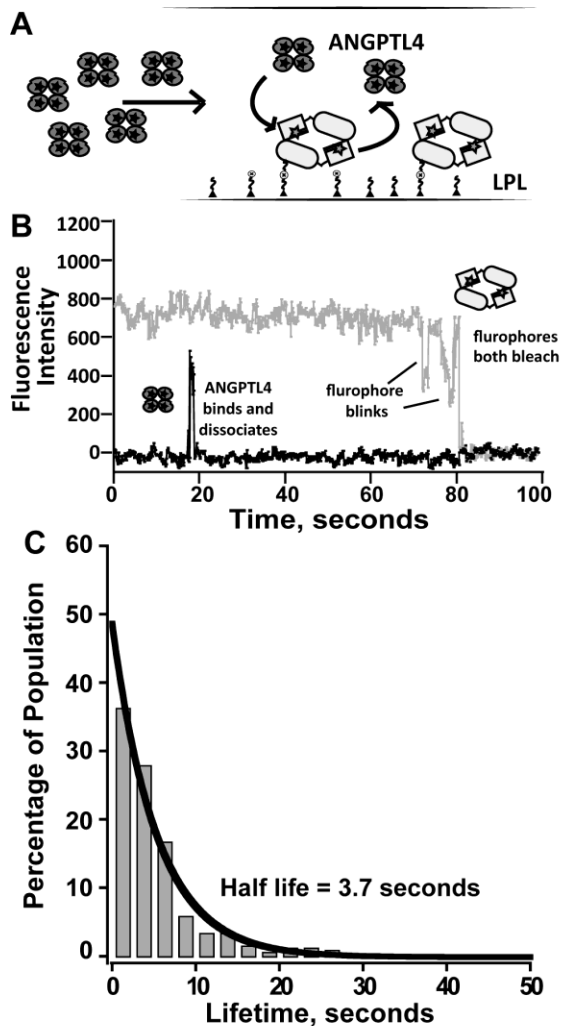 A
ANGPTL4
LPL
B
Fluorescence
Intensity
1200
1000
800
600
400
200
0
ANGPTL4
binds and
dissociates
flurophore
blinks
flurophores
both bleach
0
20
40
60
80
100
Time, seconds
C
Percentage of Population
60
50
40
30
20
10
0
Half life = 3.7 seconds
0
10
20
30
40
50
Lifetime, seconds